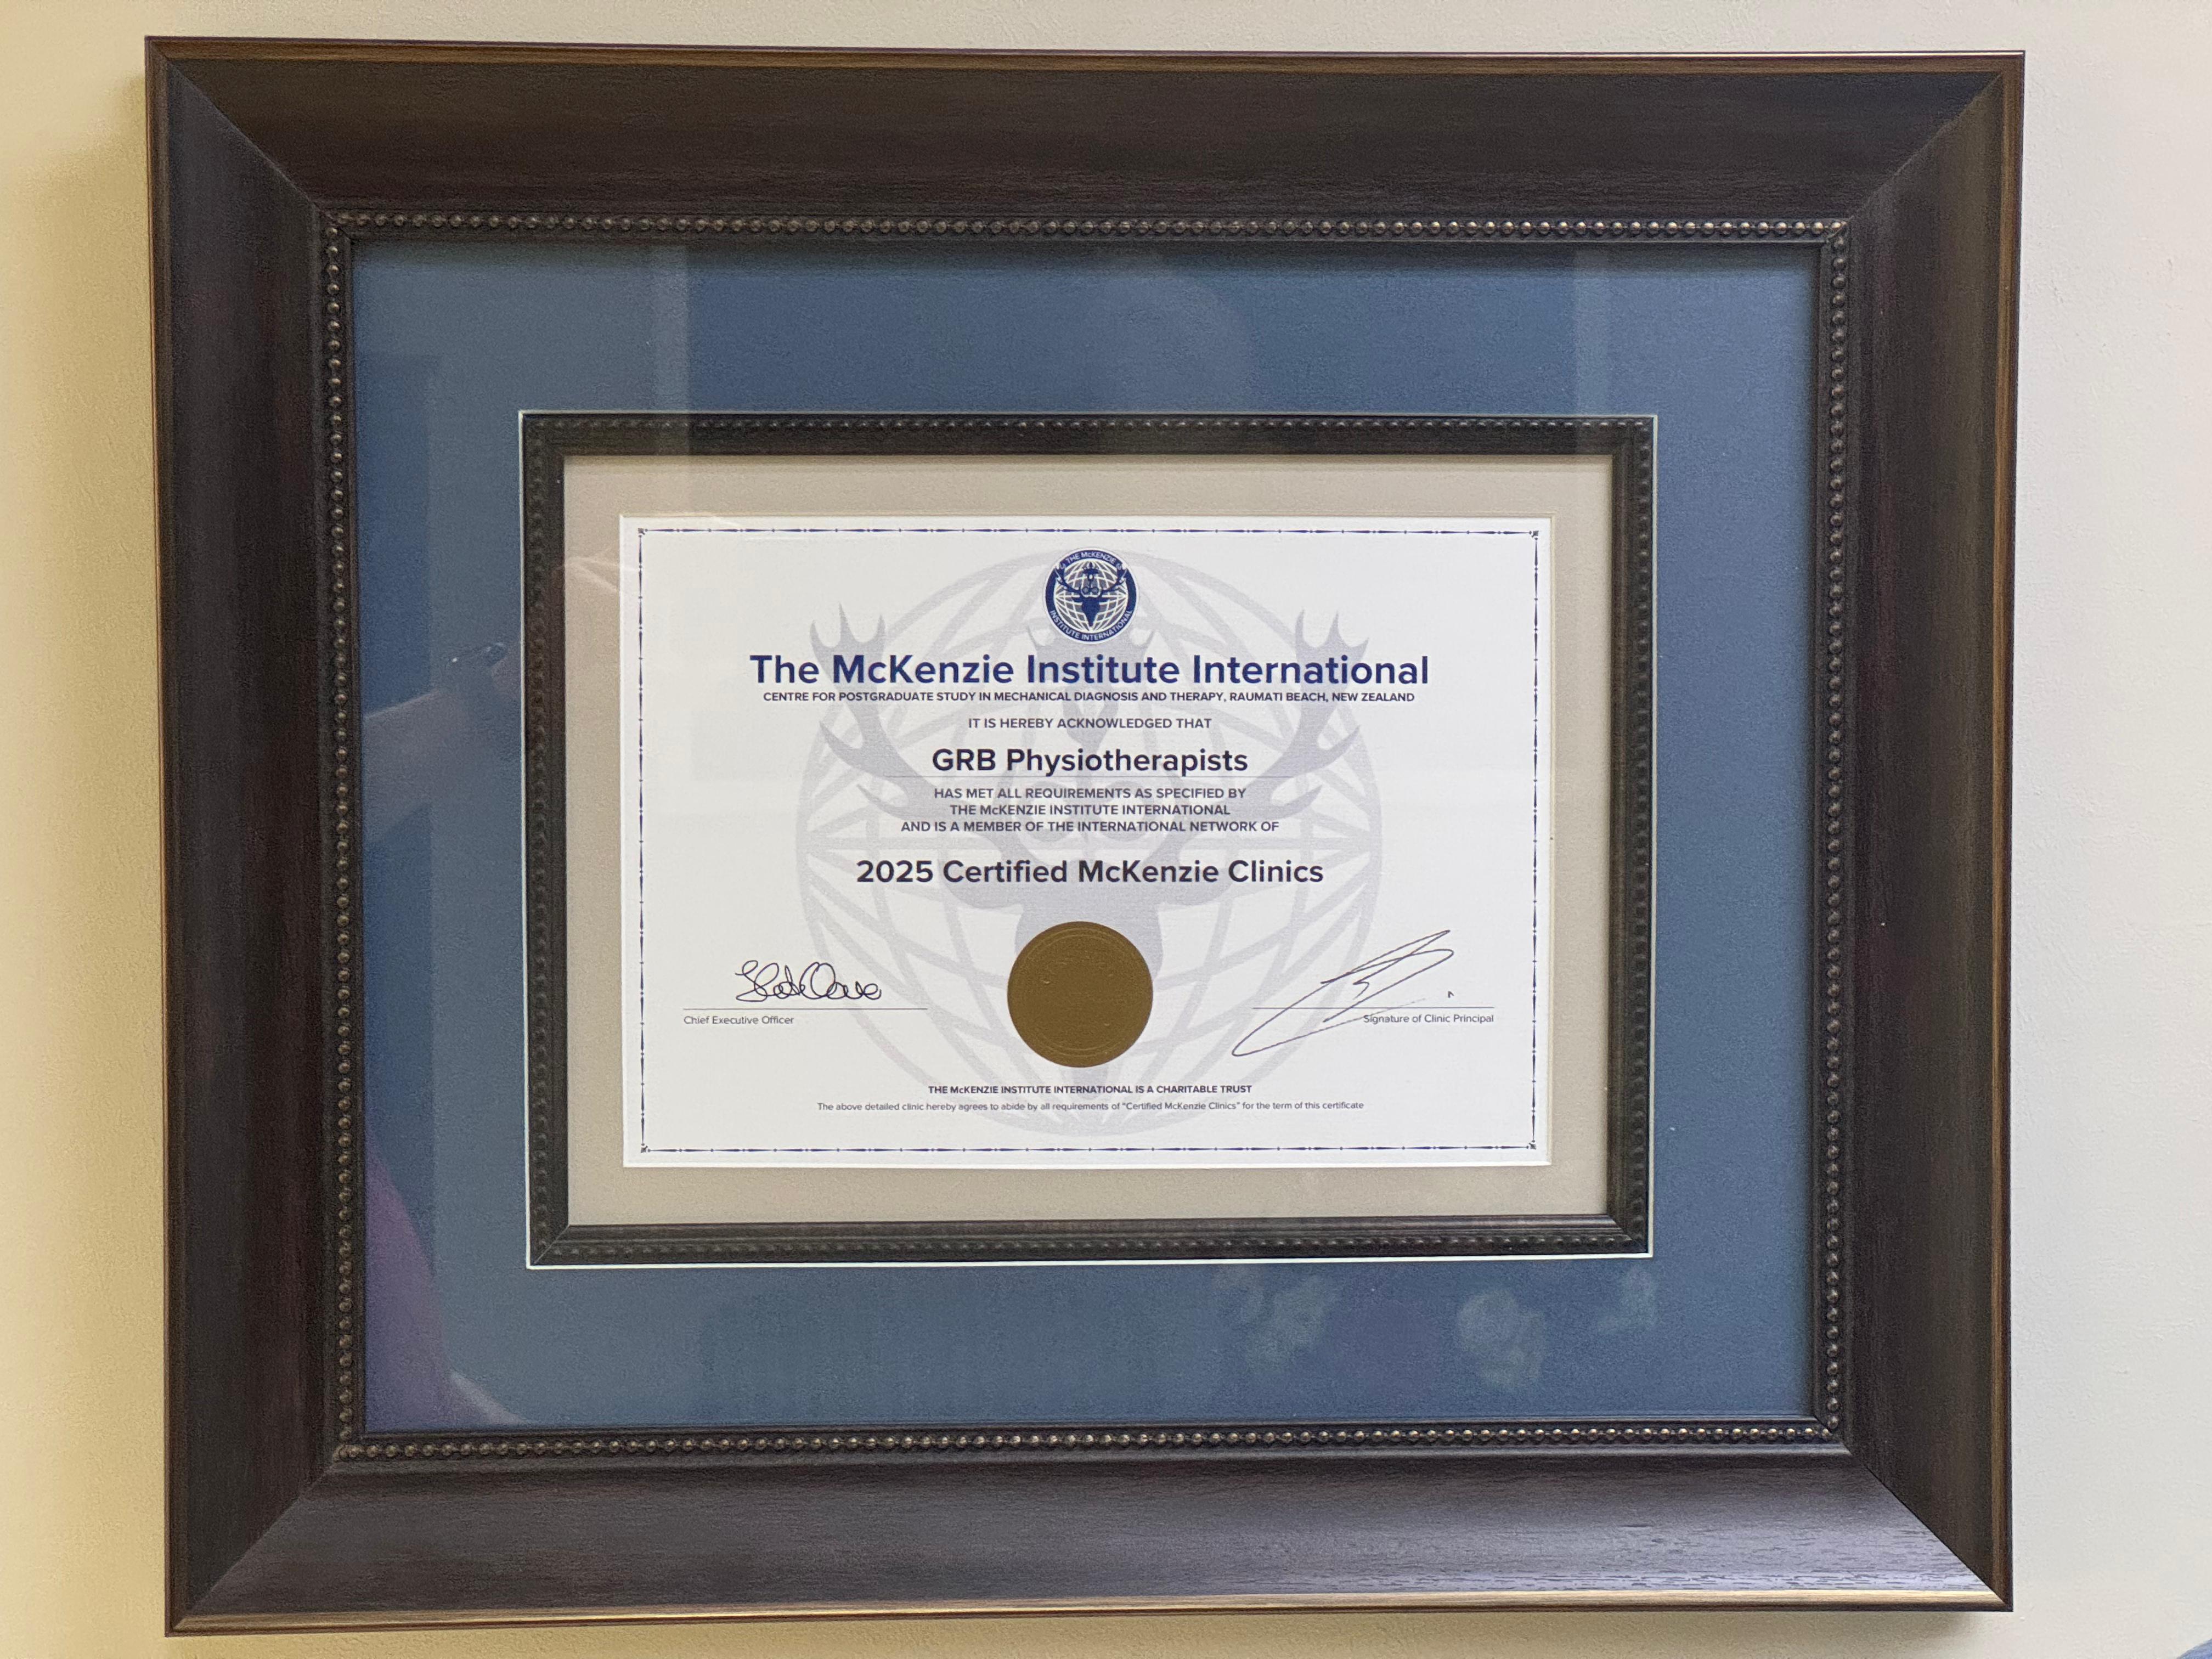 THE McKENZIE
INSTITUTE INTERNATIONAL
The McKenzie Institute International
CENTRE FOR POSTGRADUATE STUDY IN MECHANICAL DIAGNOSIS AND THERAPY, RAUMATI BEACH, NEW ZEALAND
IT IS HEREBY ACKNOWLEDGED THAT
GRB Physiotherapists
HAS MET ALL REQUIREMENTS AS SPECIFIED BY
THE McKENZIE INSTITUTE INTERNATIONAL
AND IS A MEMBER OF THE INTERNATIONAL NETWORK OF
2025 Certified McKenzie Clinics
Chief Executive Officer
Signature of Clinic Principal
THE McKENZIE INSTITUTE INTERNATIONAL IS A CHARITABLE TRUST
The above detailed clinic hereby agrees to abide by all requirements of "Certified McKenzie Clinics" for the term of this certificate